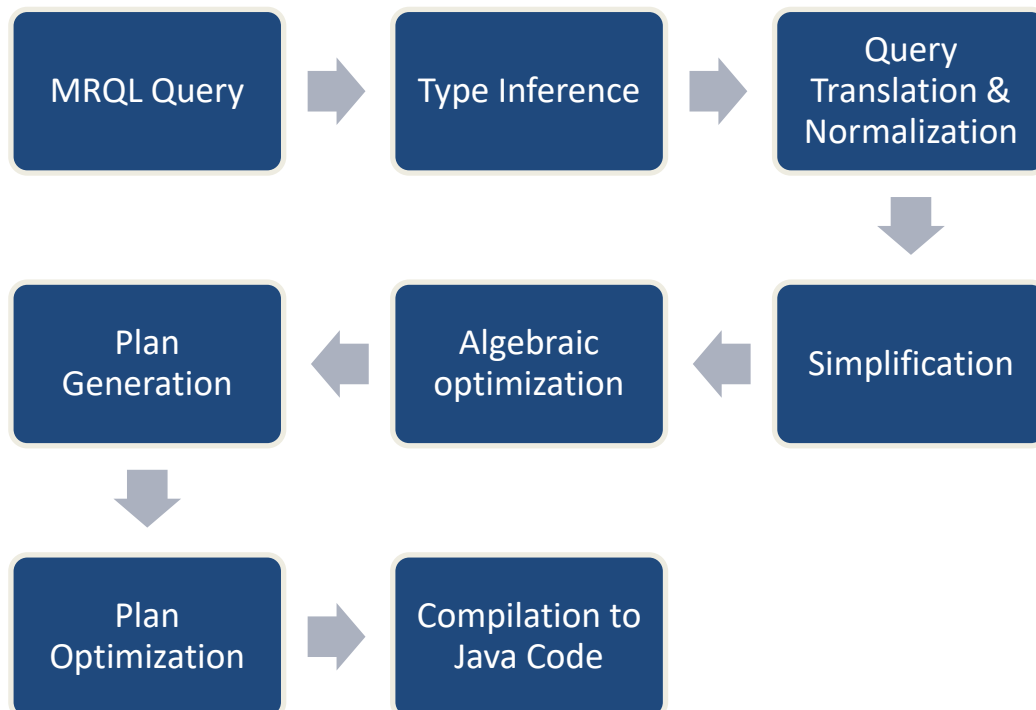 MRQL Query
Type Inference
Query
Translation &
Normalization
Simplification
Algebraic
optimization
Plan
Generation
Plan
Optimization
Compilation to
Java Code